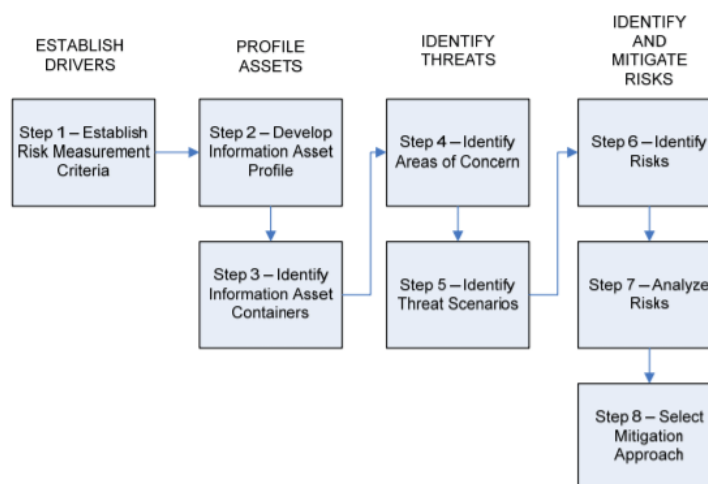 ESTABLISH
DRIVERS
PROFILE
ASSETS
IDENTIFY
THREATS
IDENTIFY
AND
MITIGATE
RISKS
Step 1 – Establish
Risk Measurement
Criteria
Step 2 – Develop
Information Asset
Profile
Step 3 – Identify
Information Asset
Containers
Step 4 – Identify
Areas of Concern
Step 5 – Identify
Threat Scenarios
Step 6 – Identify
Risks
Step 7 – Analyze
Risks
Step 8 – Select
Mitigation
Approach